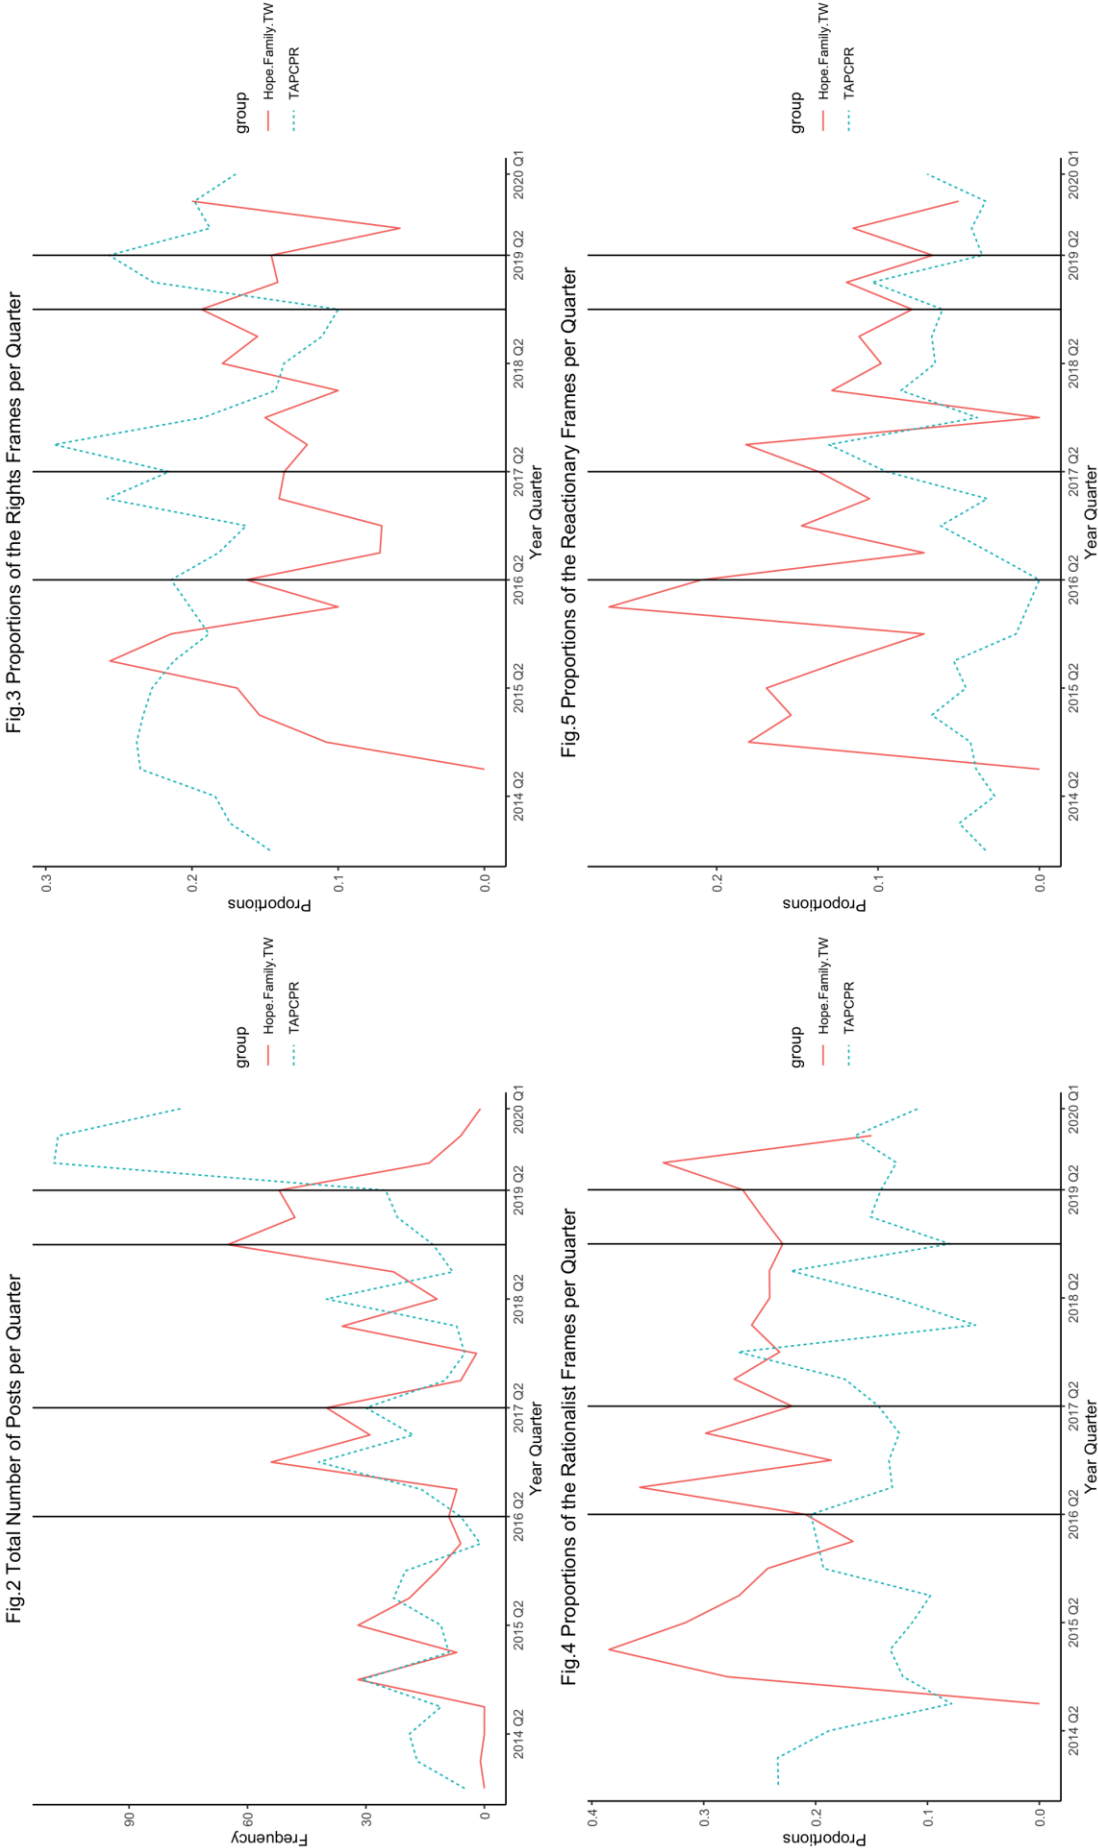 Fig.2 Total Number of Posts per Quarter
90
60
30
0
Frequency
2014 Q2
2015 Q2
2016 Q2
2017 Q2
2018 Q2
2019 Q2
2020 Q1
Year Quarter
group
Hope.Family.TW
TAPCPR
Fig.3 Proportions of the Rights Frames per Quarter
0.3
0.2
0.1
0.0
Proportions
2014 Q2
2015 Q2
2016 Q2
2017 Q2
2018 Q2
2019 Q2
2020 Q1
Year Quarter
group
Hope.Family.TW
TAPCPR
Fig.4 Proportions of the Rationalist Frames per Quarter
0.4
0.3
0.2
0.1
0.0
Proportions
2014 Q2
2015 Q2
2016 Q2
2017 Q2
2018 Q2
2019 Q2
2020 Q1
Year Quarter
group
Hope.Family.TW
TAPCPR
Fig.5 Proportions of the Reactionary Frames per Quarter
0.2
0.1
0.0
Proportions
2014 Q2
2015 Q2
2016 Q2
2017 Q2
2018 Q2
2019 Q2
2020 Q1
Year Quarter
group
Hope.Family.TW
TAPCPR